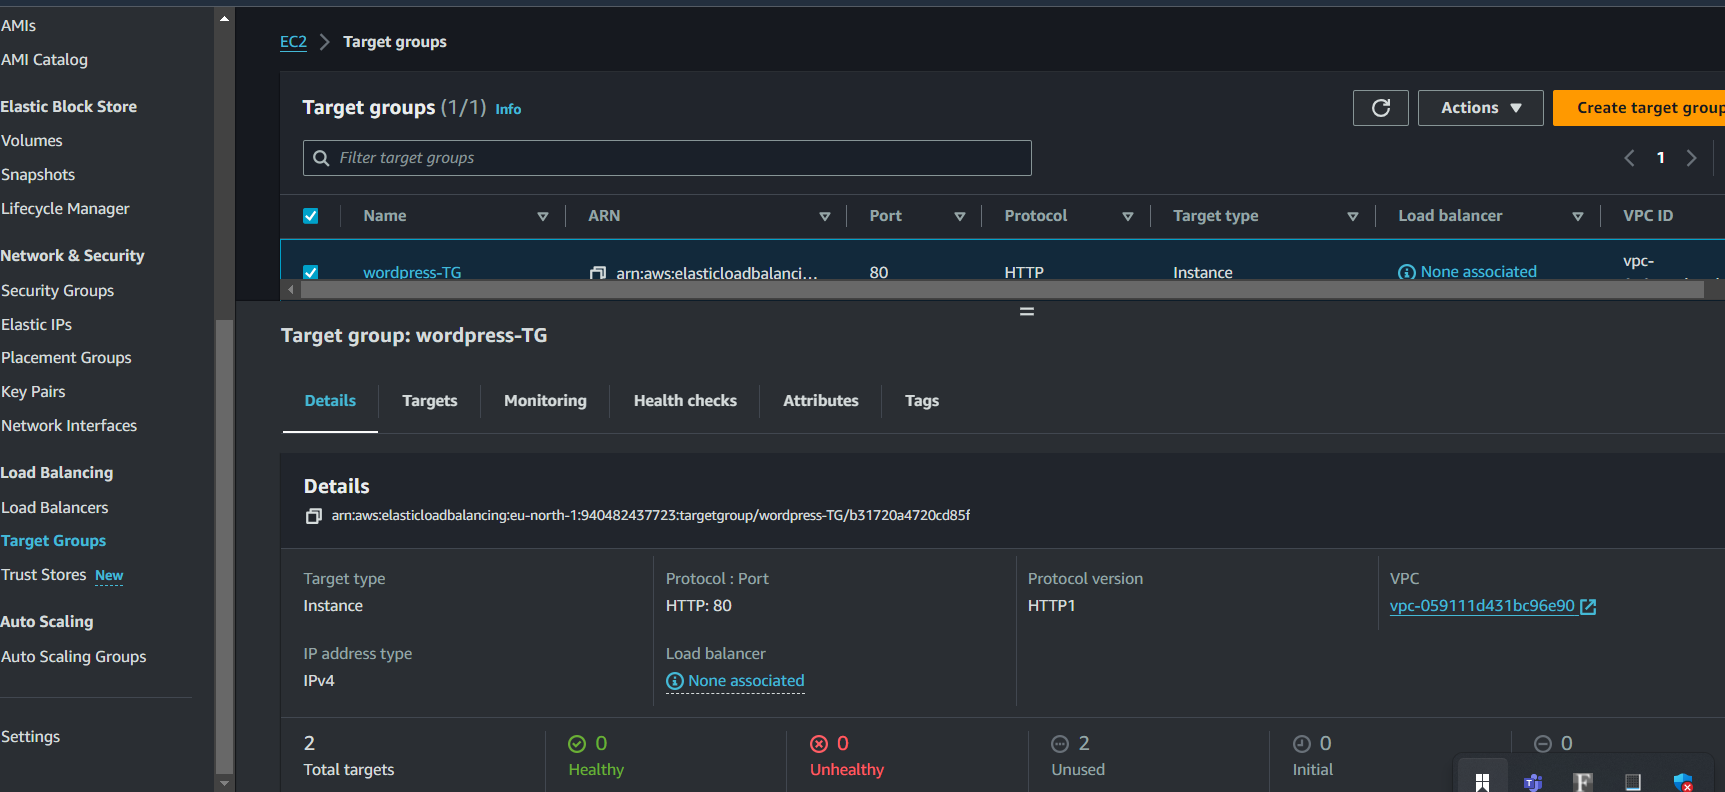 AMIs
AMI Catalog
Elastic Block Store
Volumes
Snapshots
Lifecycle Manager
Network & Security
Security Groups
Elastic IPs
Placement Groups
Key Pairs
Network Interfaces
Load Balancing
Load Balancers
Target Groups
Trust Stores New
Auto Scaling
Auto Scaling Groups
Settings
EC2 Target groups
Target groups (1/1) Info
Actions
Create target group
Filter target groups
1
Name ARN Port Protocol Target type Load balancer VPC ID
wordpress-TG arn:aws:elasticloadbalanci... 80 HTTP Instance None associated vpc-
Target group: wordpress-TG
Details Targets Monitoring Health checks Attributes Tags
Details
arn:aws:elasticloadbalancing:eu-north-1:940482437723:targetgroup/wordpress-TG/b31720a4720cd85f
Target type Protocol : Port Protocol version VPC
Instance HTTP: 80 HTTP1 vpc-059111d431bc96e90
IP address type Load balancer
IPv4 None associated
2 0 0 2 0 0
Total targets Healthy Unhealthy Unused Initial